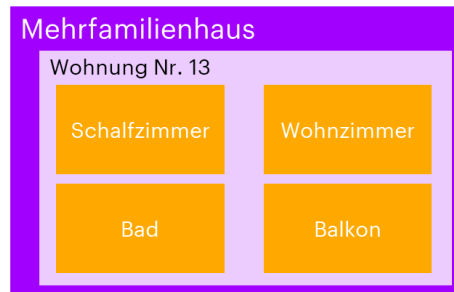 Mehrfamilienhaus
Wohnung Nr. 13
Schalfzimmer
Wohnzimmer
Bad
Balkon